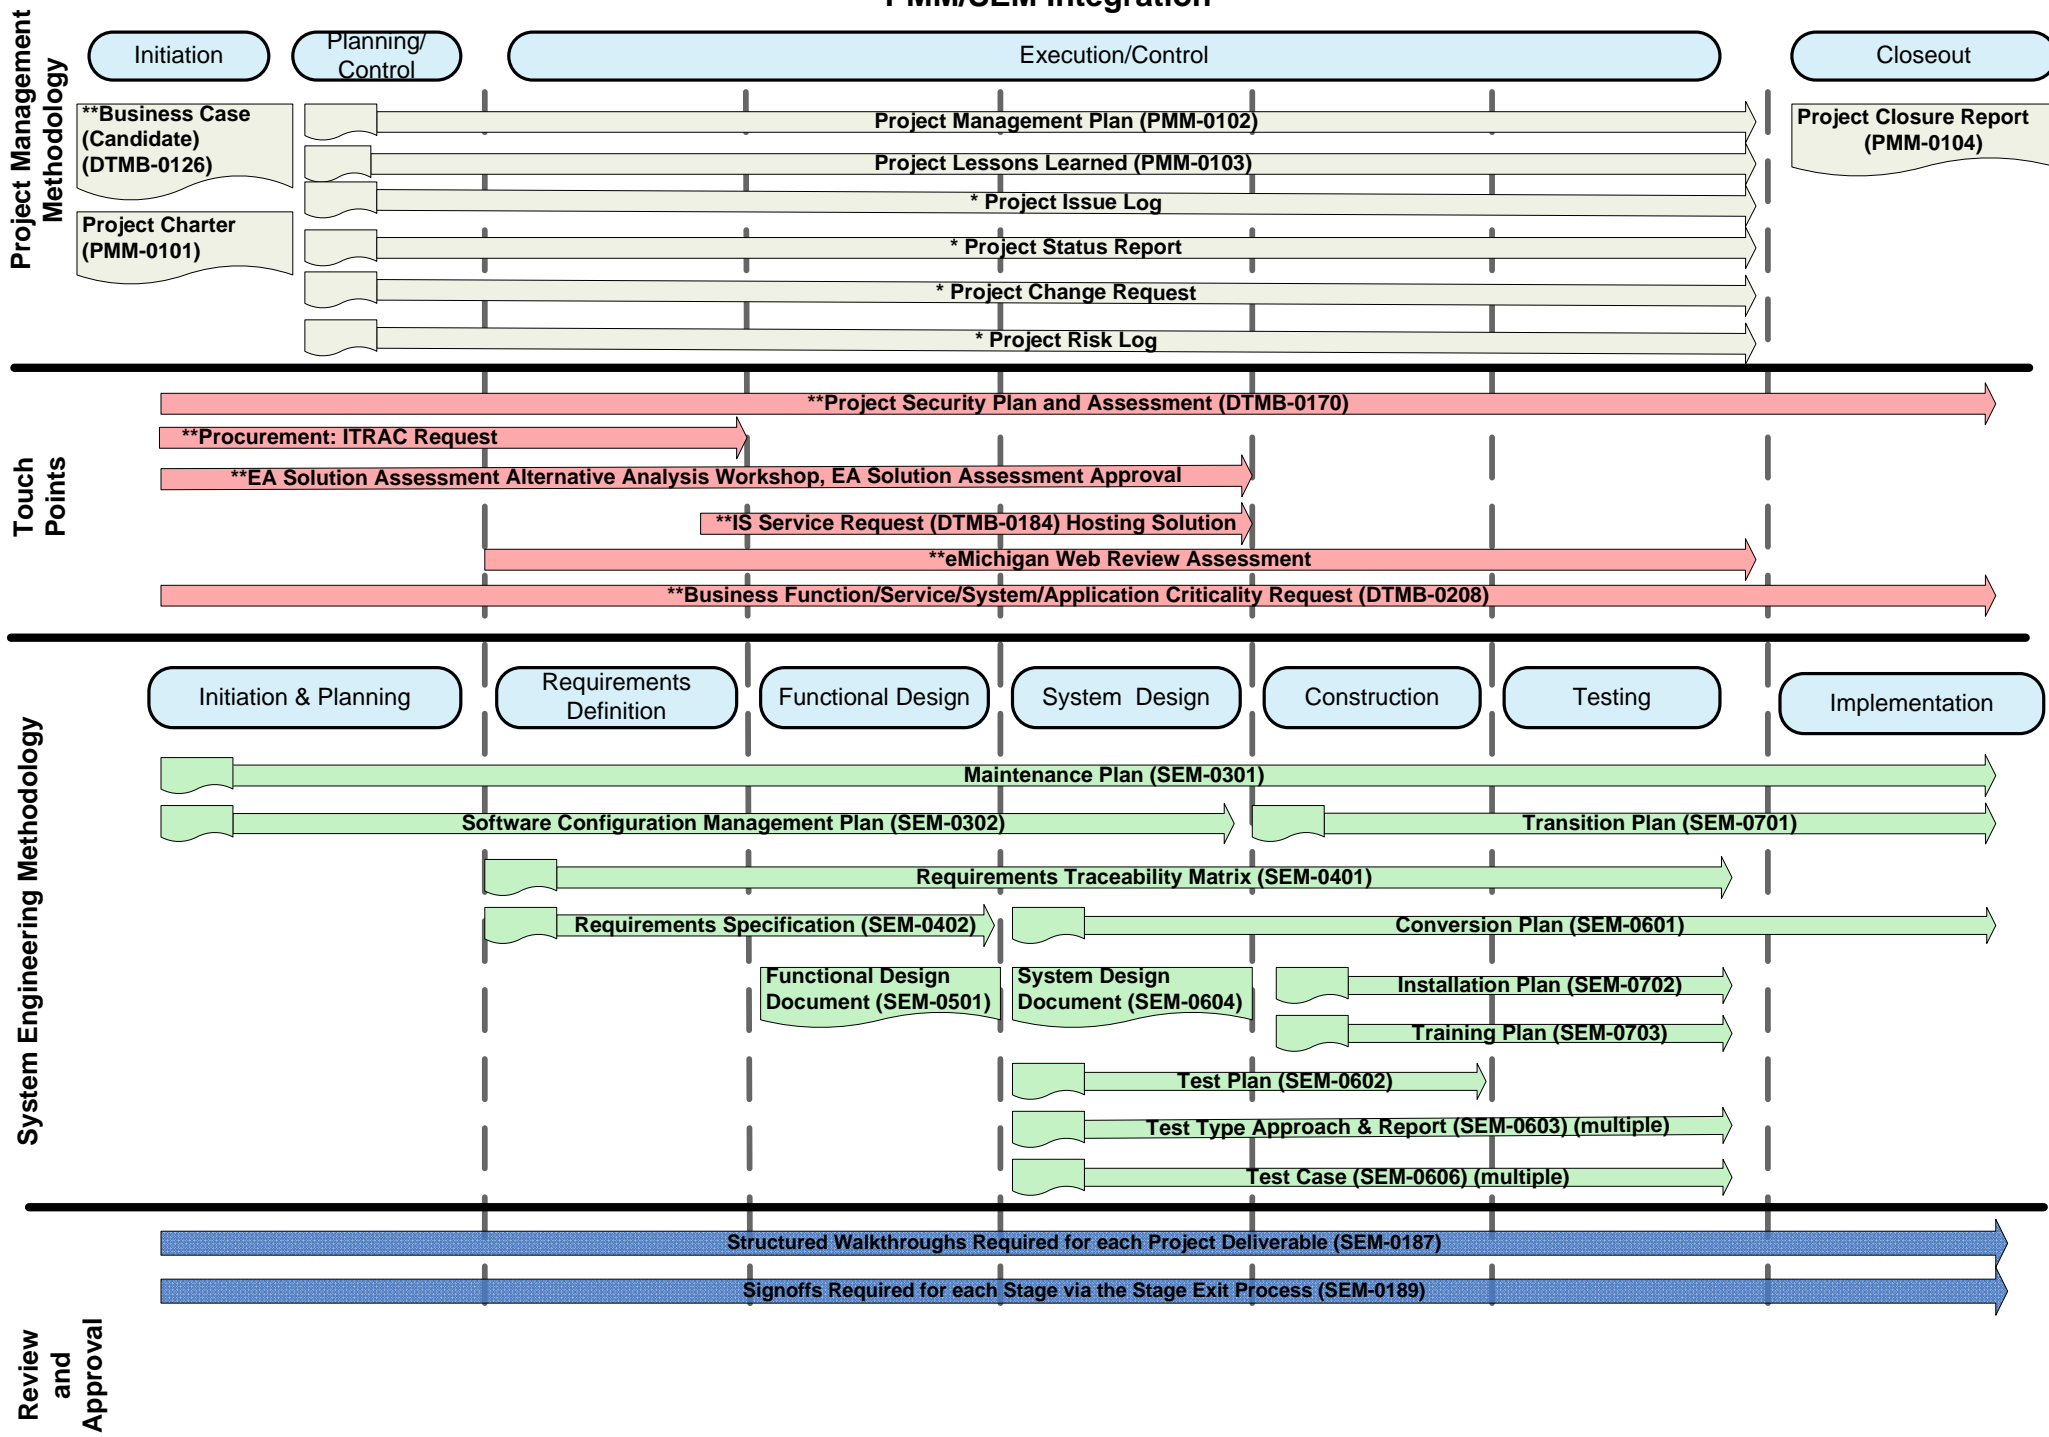 PMM/SEM Integration
Project Management
Methodology
Initiation
Planning/
Control
Execution/Control
Closeout
**Business Case
(Candidate)
(DTMB-0126)
Project Charter
(PMM-0101)
Project Management Plan (PMM-0102)
Project Lessons Learned (PMM-0103)
* Project Issue Log
* Project Status Report
* Project Change Request
* Project Risk Log
Project Closure Report
(PMM-0104)
Touch
Points
**Project Security Plan and Assessment (DTMB-0170)
**Procurement: ITRAC Request
**EA Solution Assessment Alternative Analysis Workshop, EA Solution Assessment Approval
**IS Service Request (DTMB-0184) Hosting Solution
**eMichigan Web Review Assessment
**Business Function/Service/System/Application Criticality Request (DTMB-0208)
System Engineering Methodology
Initiation & Planning
Requirements
Definition
Functional Design
System Design
Construction
Testing
Implementation
Maintenance Plan (SEM-0301)
Software Configuration Management Plan (SEM-0302)
Transition Plan (SEM-0701)
Requirements Traceability Matrix (SEM-0401)
Requirements Specification (SEM-0402)
Conversion Plan (SEM-0601)
Functional Design
Document (SEM-0501)
System Design
Document (SEM-0604)
Installation Plan (SEM-0702)
Training Plan (SEM-0703)
Test Plan (SEM-0602)
Test Type Approach & Report (SEM-0603) (multiple)
Test Case (SEM-0606) (multiple)
Review
and
Approval
Structured Walkthroughs Required for each Project Deliverable (SEM-0187)
Signoffs Required for each Stage via the Stage Exit Process (SEM-0189)